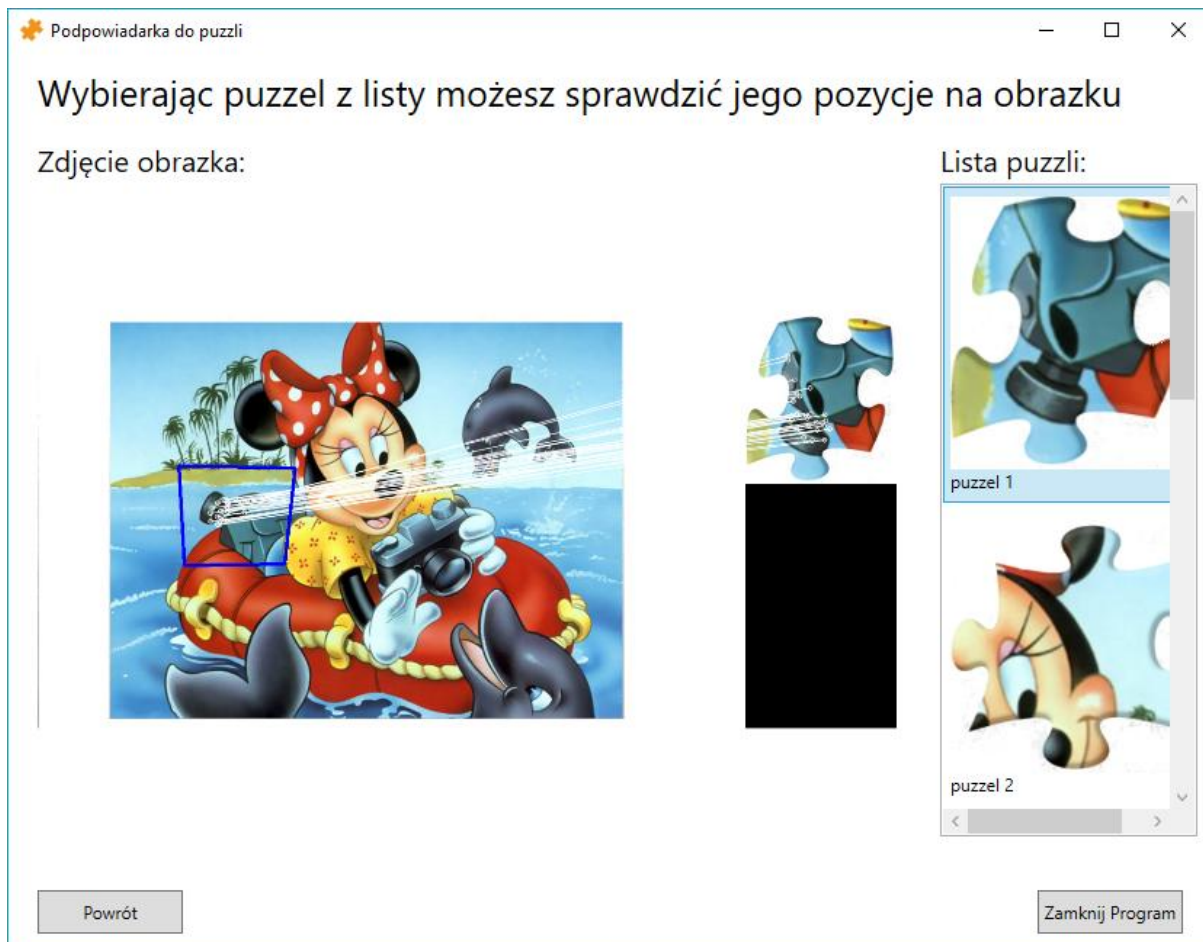 Podpowiadarka do puzzli
Wybierając puzzel z listy możesz sprawdzić jego pozycje na obrazku
Zdjęcie obrazka:
Lista puzzli:
puzzel 1
puzzel 2
Powrót
Zamknij Program